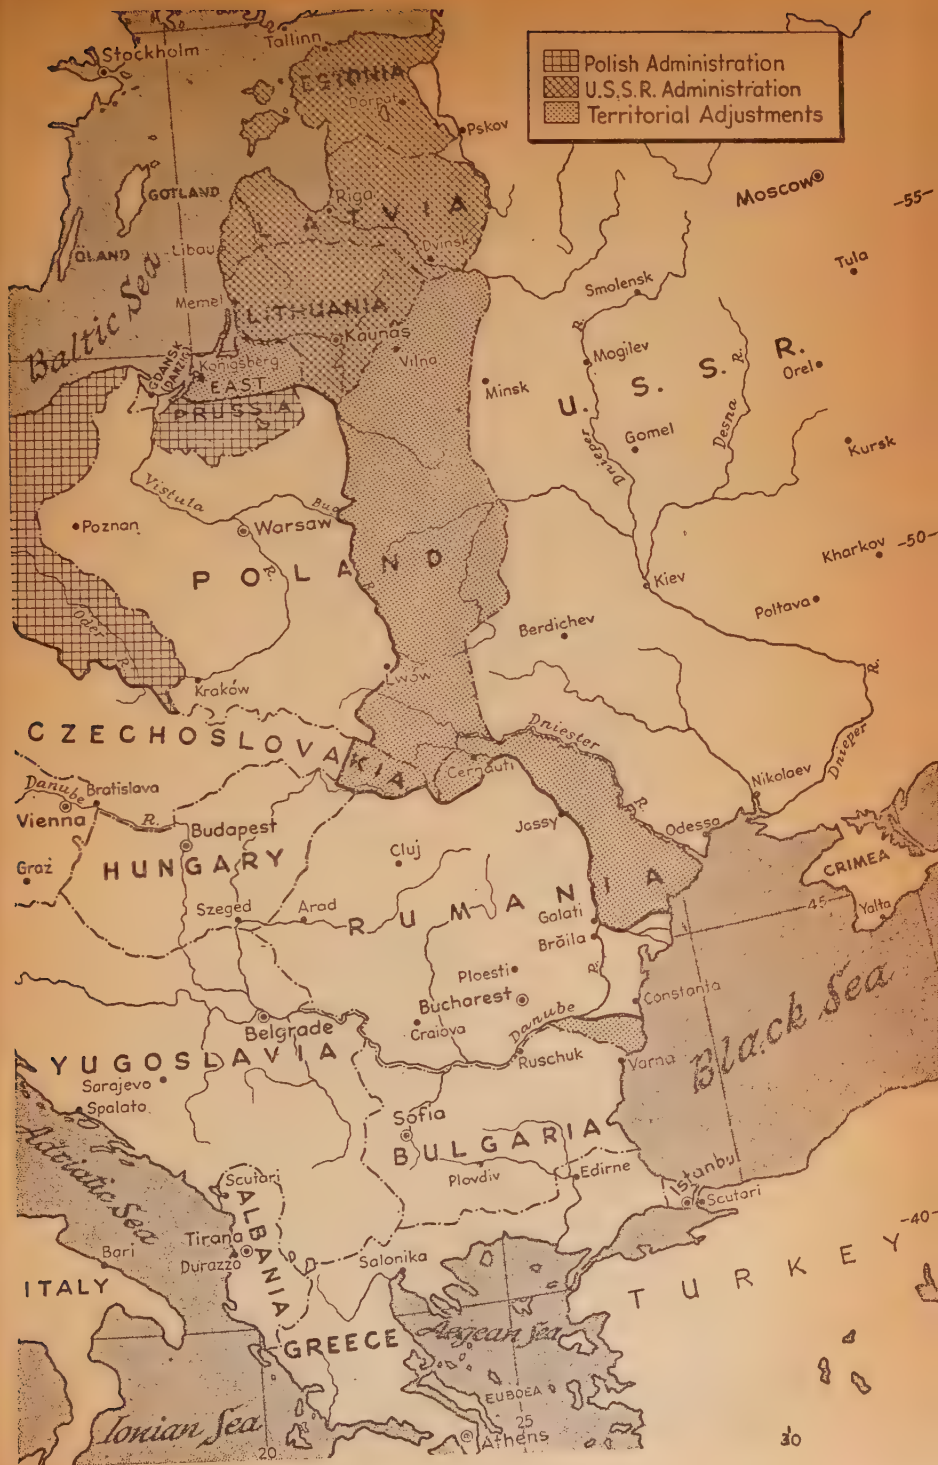 Polish Administration
U.S.S.R. Administration
Territorial Adjustments
Stockholm
Tallinn
ESTONIA
Dorpat
Pskov
Moscow
-55-
GOTLAND
Riga
LATVIA
ÖLAND
Libau
Dvinsk
Tula
Baltic Sea
Memel
LITHUANIA
Smolensk
R.
Kaunas
Vilna
Mogilev
U. S. S. R.
R.
Orel
GDANSK
(DANZIG)
Königsberg
EAST
PRUSSIA
Minsk
Dnieper
Gomel
Desna
Kursk
Vistula
Bug
Poznan
Warsaw
Kharkov
-50-
POLAND
R.
R.
Kiev
Poltava
Oder
R.
Berdichev
Lwów
Kraków
R.
CZECHOSLOVAKIA
Dniester
Cernauti
R.
Dnieper
Danube
Bratislava
Nikolaev
Vienna
R.
Budapest
Jassy
Odessa
HUNGARY
Cluj
Graz
CRIMEA
Szeged
Arad
RUMANIA
Galati
45
Yalta
Brăila
R.
Ploesti
Bucharest
Constanta
Black Sea
Belgrade
Craiova
Danube
YUGOSLAVIA
Ruschuk
Varna
Sarajevo
Spalato
Sofia
BULGARIA
Adriatic Sea
Plovdiv
Edirne
Istanbul
Scutari
Scutari
ALBANIA
Tirana
Durazzo
Bari
Salonika
-40-
ITALY
TURKEY
GREECE
Aegean Sea
EUBOEA
Ionian Sea
20
25
Athens
30